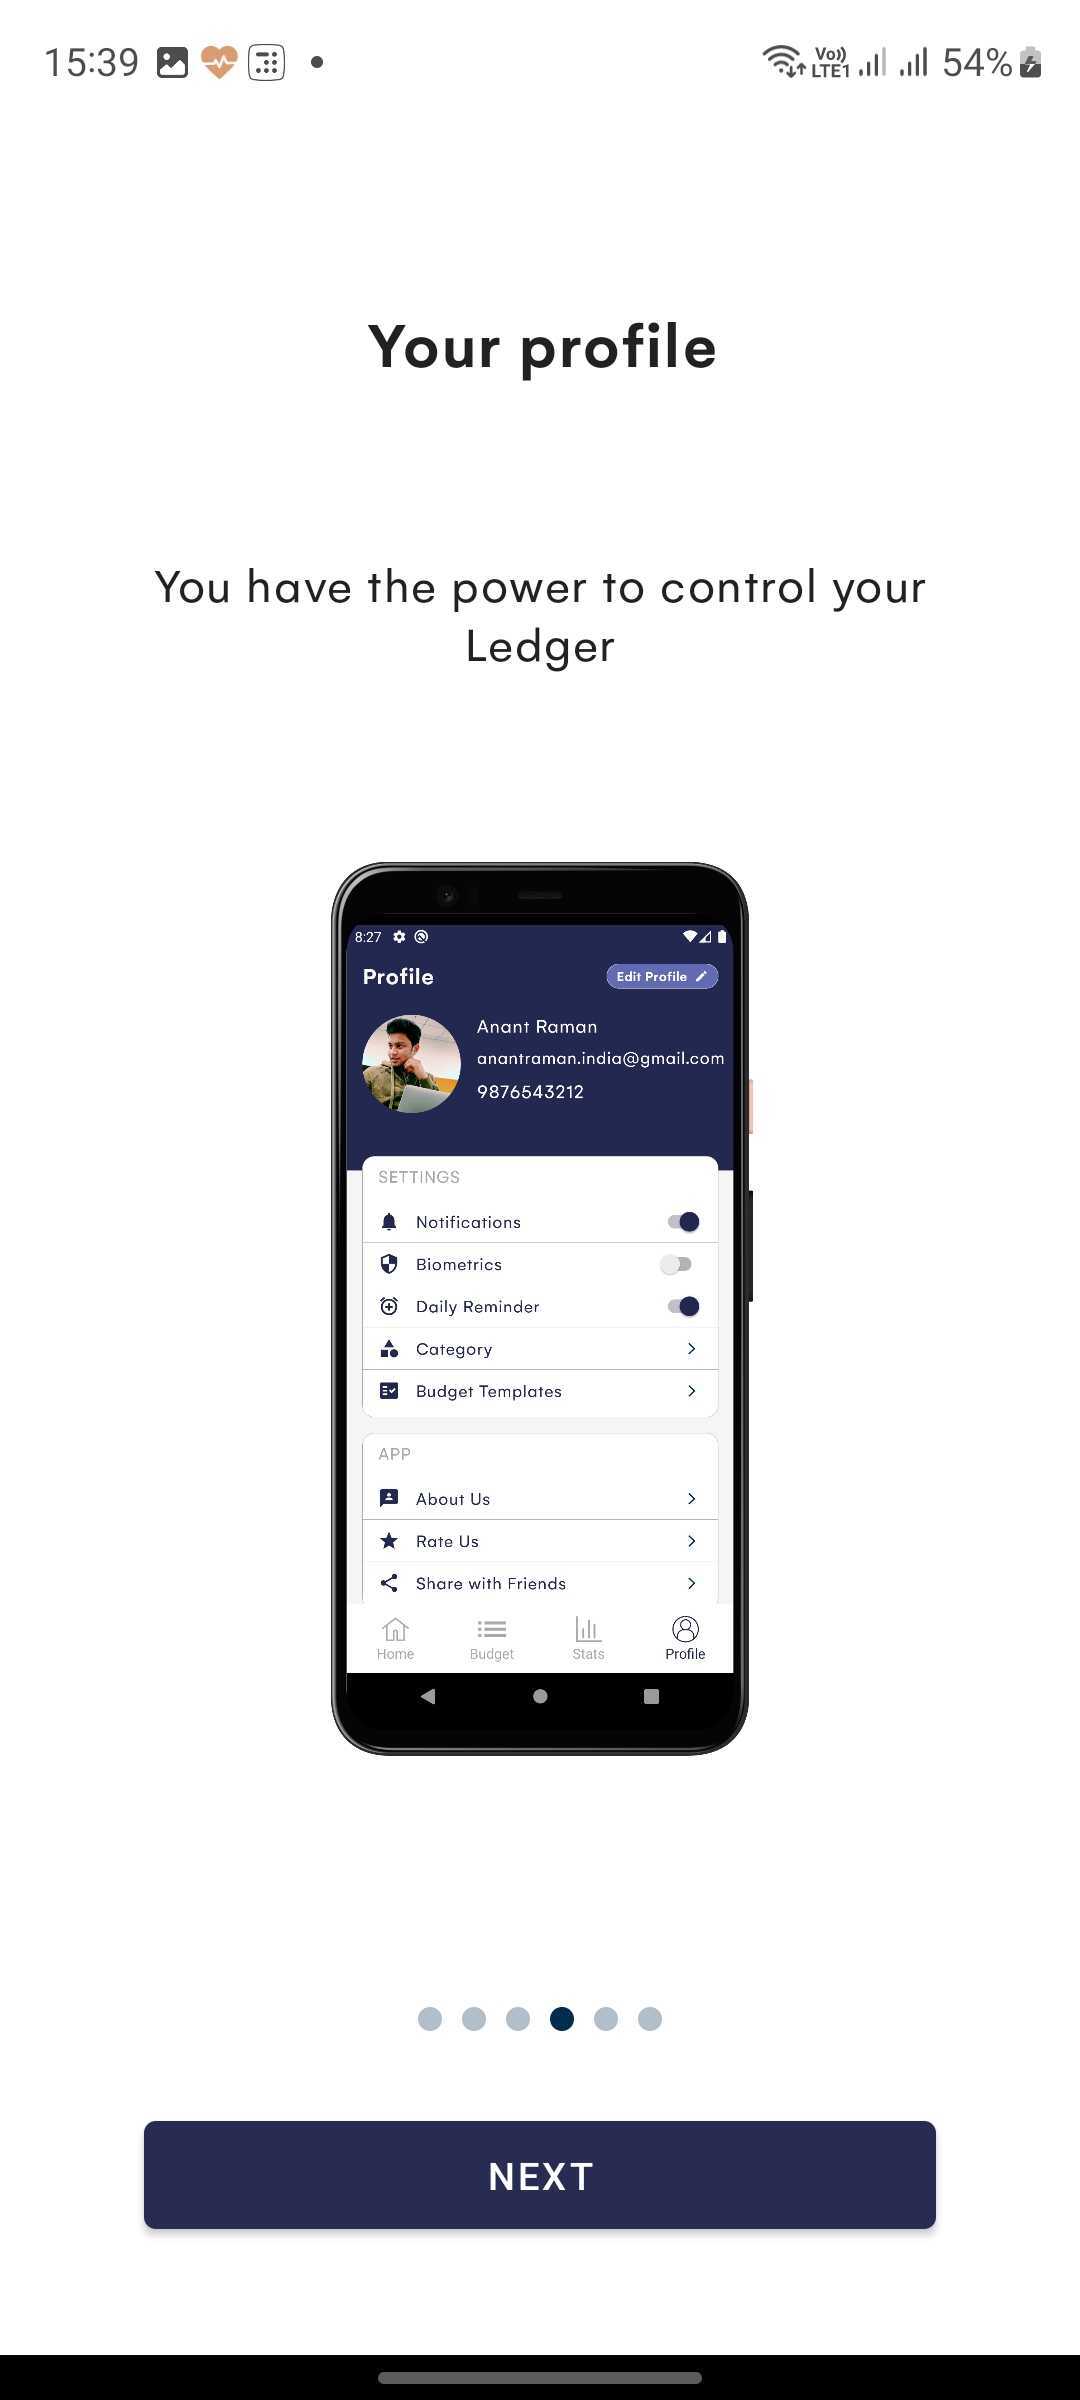 15:39
Vo)) LTE1 54%
Your profile
You have the power to control your
Ledger
8:27
Profile
Edit Profile
Anant Raman
anantraman.india@gmail.com
9876543212
SETTINGS
Notifications
Biometrics
Daily Reminder
Category
Budget Templates
APP
About Us
Rate Us
Share with Friends
Home Budget Stats Profile
NEXT